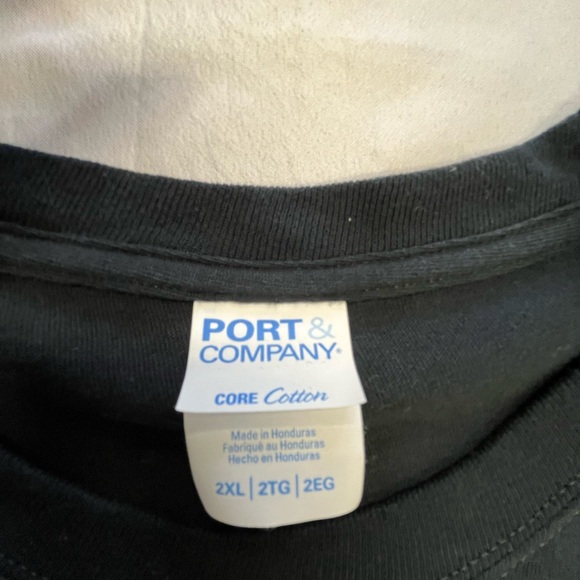 PORT &
COMPANY®
CORE Cotton
Made in Honduras
Fabriqué au Honduras
Hecho en Honduras
2XL | 2TG | 2EG